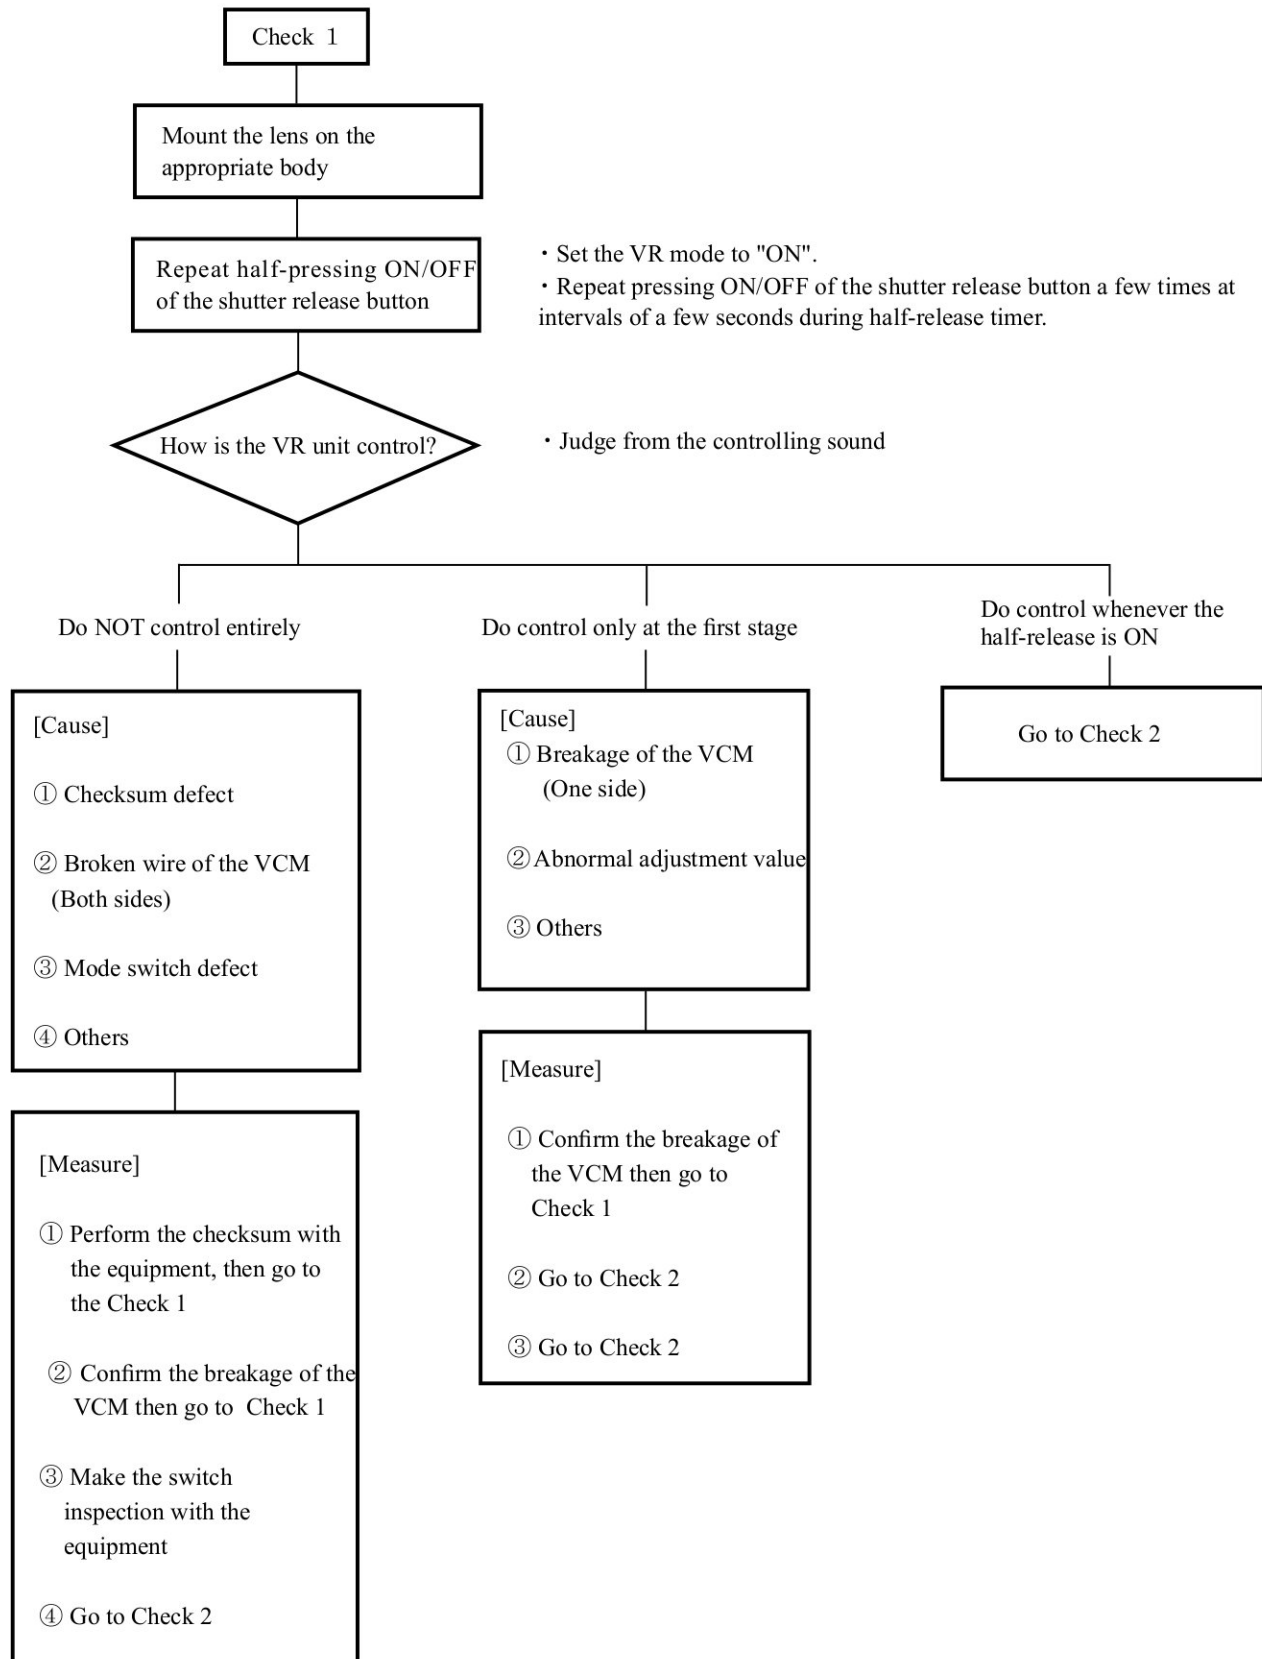 Check 1
Mount the lens on the
appropriate body
Repeat half-pressing ON/OFF
of the shutter release button
・Set the VR mode to "ON".
・Repeat pressing ON/OFF of the shutter release button a few times at
intervals of a few seconds during half-release timer.
How is the VR unit control?
・Judge from the controlling sound
Do NOT control entirely
[Cause]
① Checksum defect
② Broken wire of the VCM
(Both sides)
③ Mode switch defect
④ Others
[Measure]
① Perform the checksum with
the equipment, then go to
the Check 1
② Confirm the breakage of the
VCM then go to Check 1
③ Make the switch
inspection with the
equipment
④ Go to Check 2
Do control only at the first stage
[Cause]
① Breakage of the VCM
(One side)
② Abnormal adjustment value
③ Others
[Measure]
① Confirm the breakage of
the VCM then go to
Check 1
② Go to Check 2
③ Go to Check 2
Do control whenever the
half-release is ON
Go to Check 2